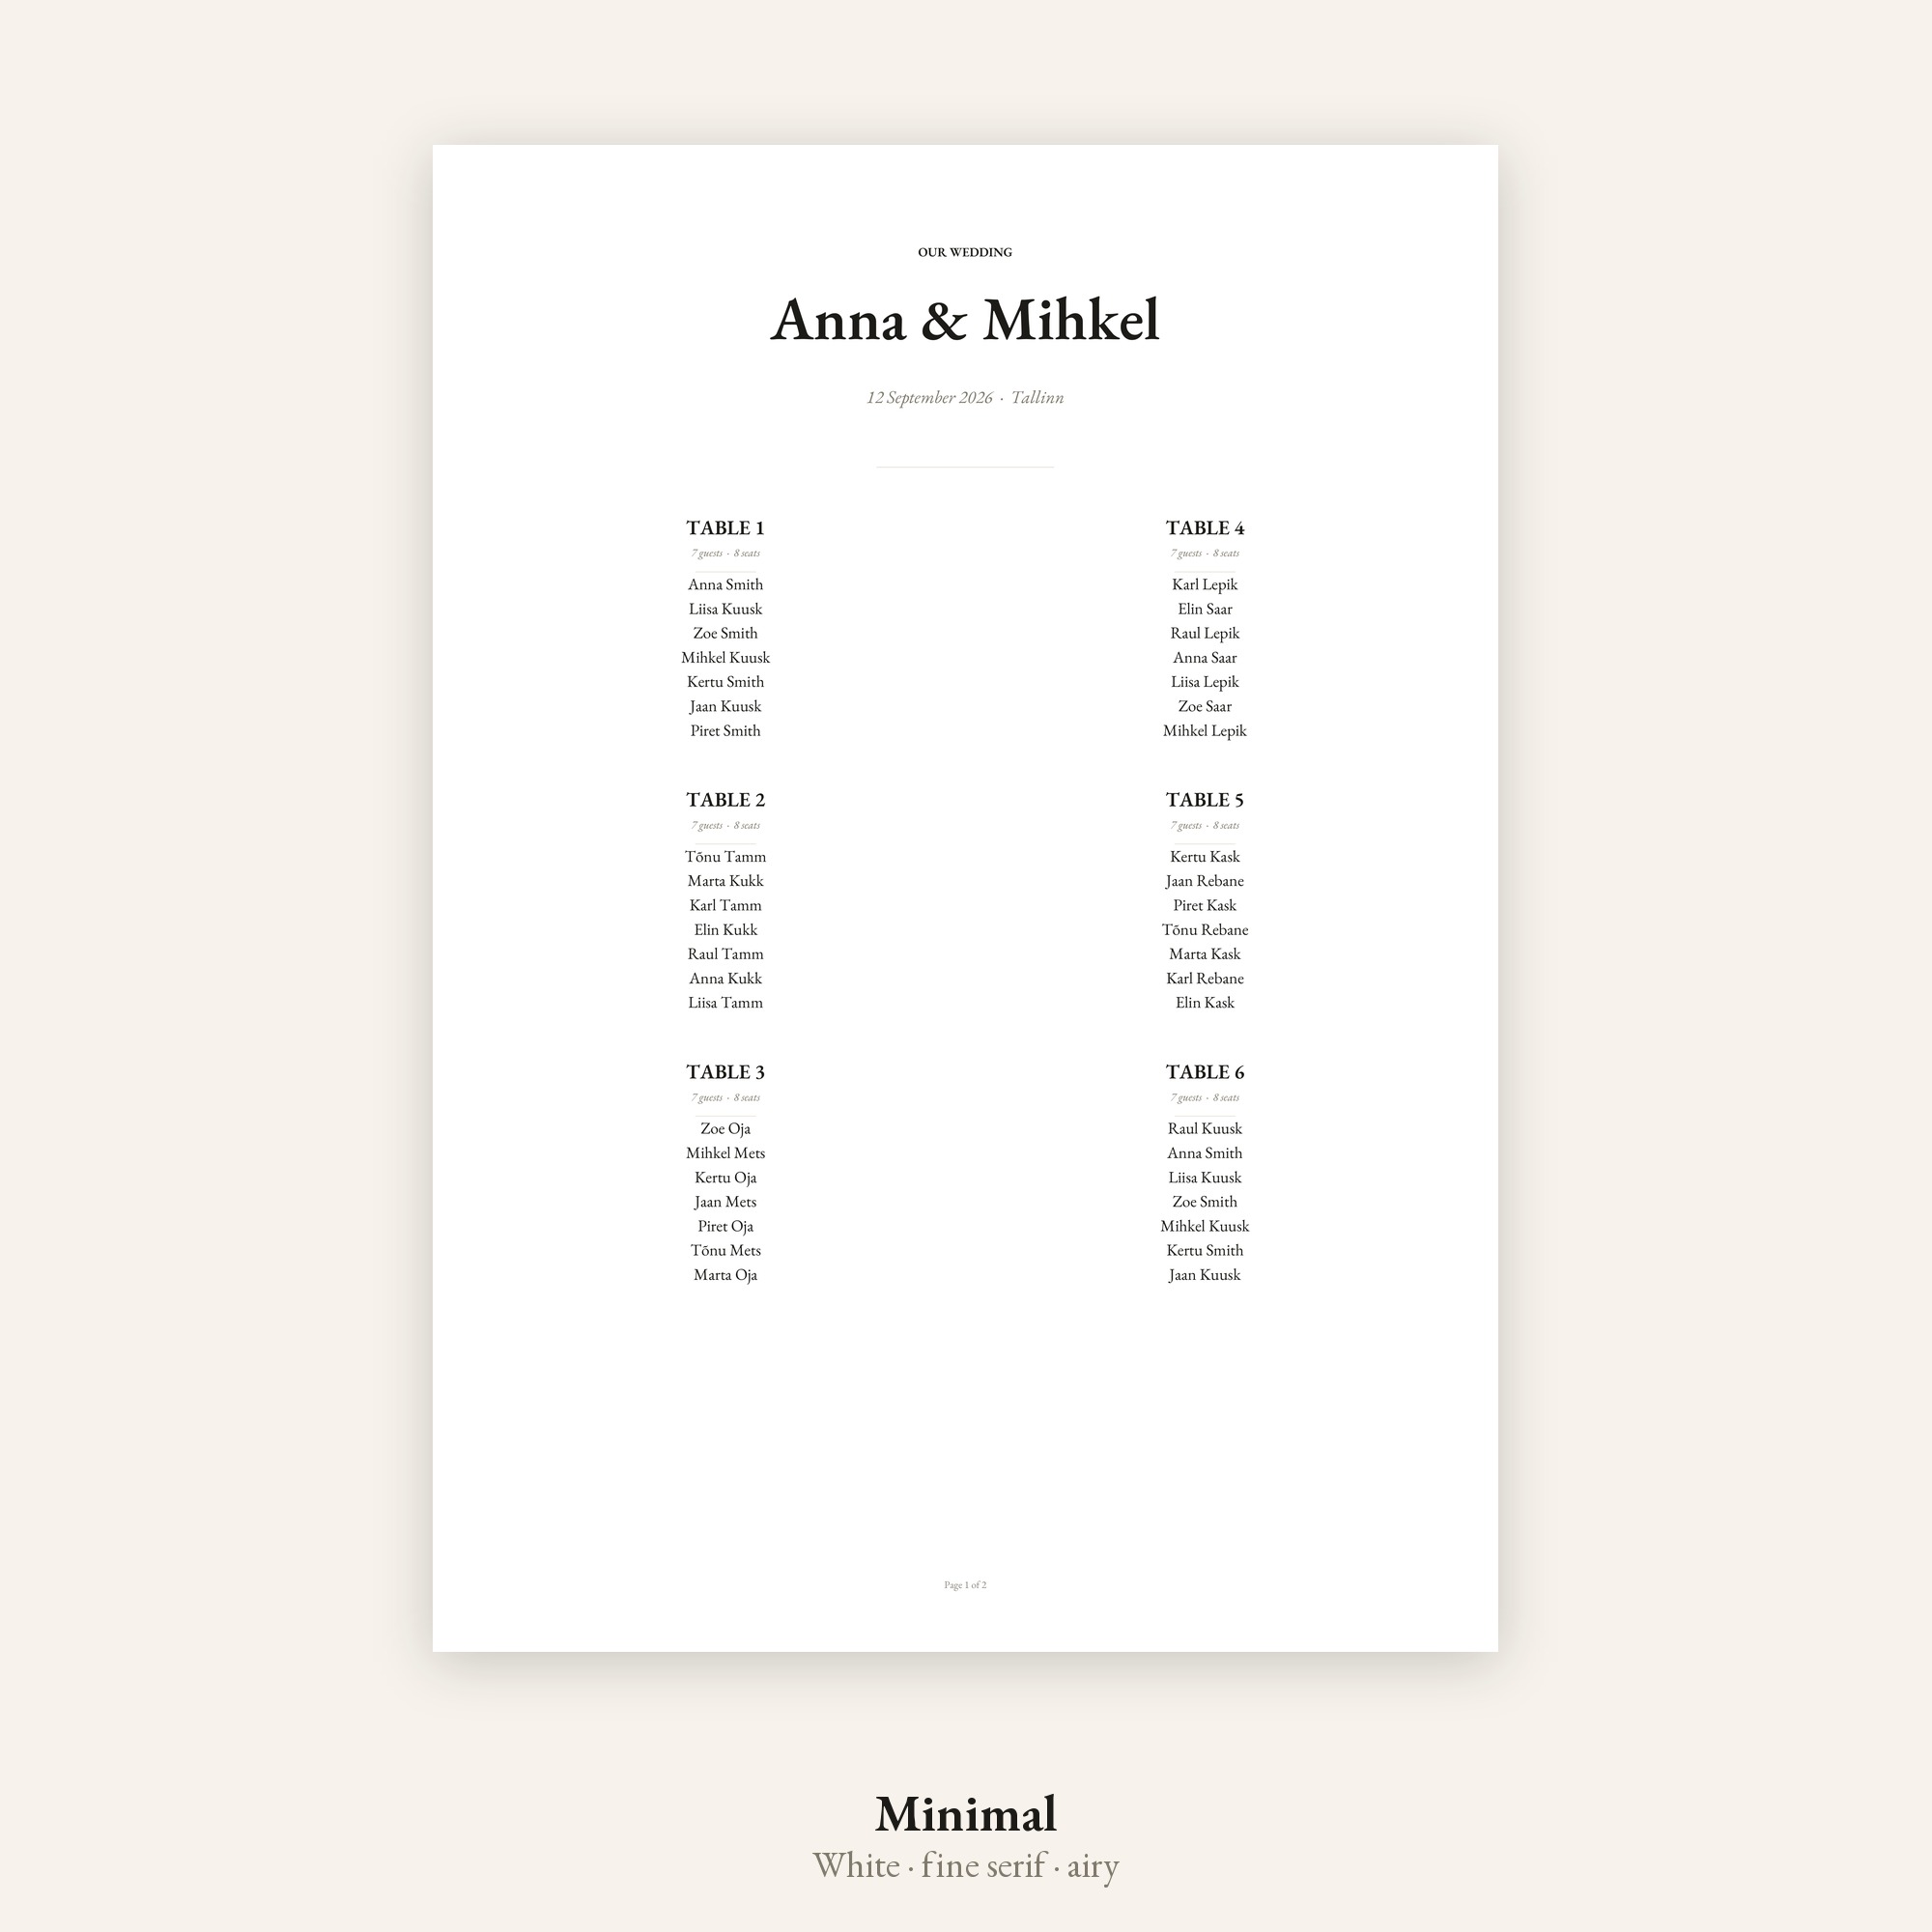 OUR WEDDING
Anna & Mihkel
12 September 2026 · Tallinn
TABLE 1
7 guests · 8 seats
Anna Smith
Liisa Kuusk
Zoe Smith
Mihkel Kuusk
Kertu Smith
Jaan Kuusk
Piret Smith
TABLE 2
7 guests · 8 seats
Tõnu Tamm
Marta Kukk
Karl Tamm
Elin Kukk
Raul Tamm
Anna Kukk
Liisa Tamm
TABLE 3
7 guests · 8 seats
Zoe Oja
Mihkel Mets
Kertu Oja
Jaan Mets
Piret Oja
Tõnu Mets
Marta Oja
TABLE 4
7 guests · 8 seats
Karl Lepik
Elin Saar
Raul Lepik
Anna Saar
Liisa Lepik
Zoe Saar
Mihkel Lepik
TABLE 5
7 guests · 8 seats
Kertu Kask
Jaan Rebane
Piret Kask
Tõnu Rebane
Marta Kask
Karl Rebane
Elin Kask
TABLE 6
7 guests · 8 seats
Raul Kuusk
Anna Smith
Liisa Kuusk
Zoe Smith
Mihkel Kuusk
Kertu Smith
Jaan Kuusk
Page 1 of 2
Minimal
White · fine serif · airy